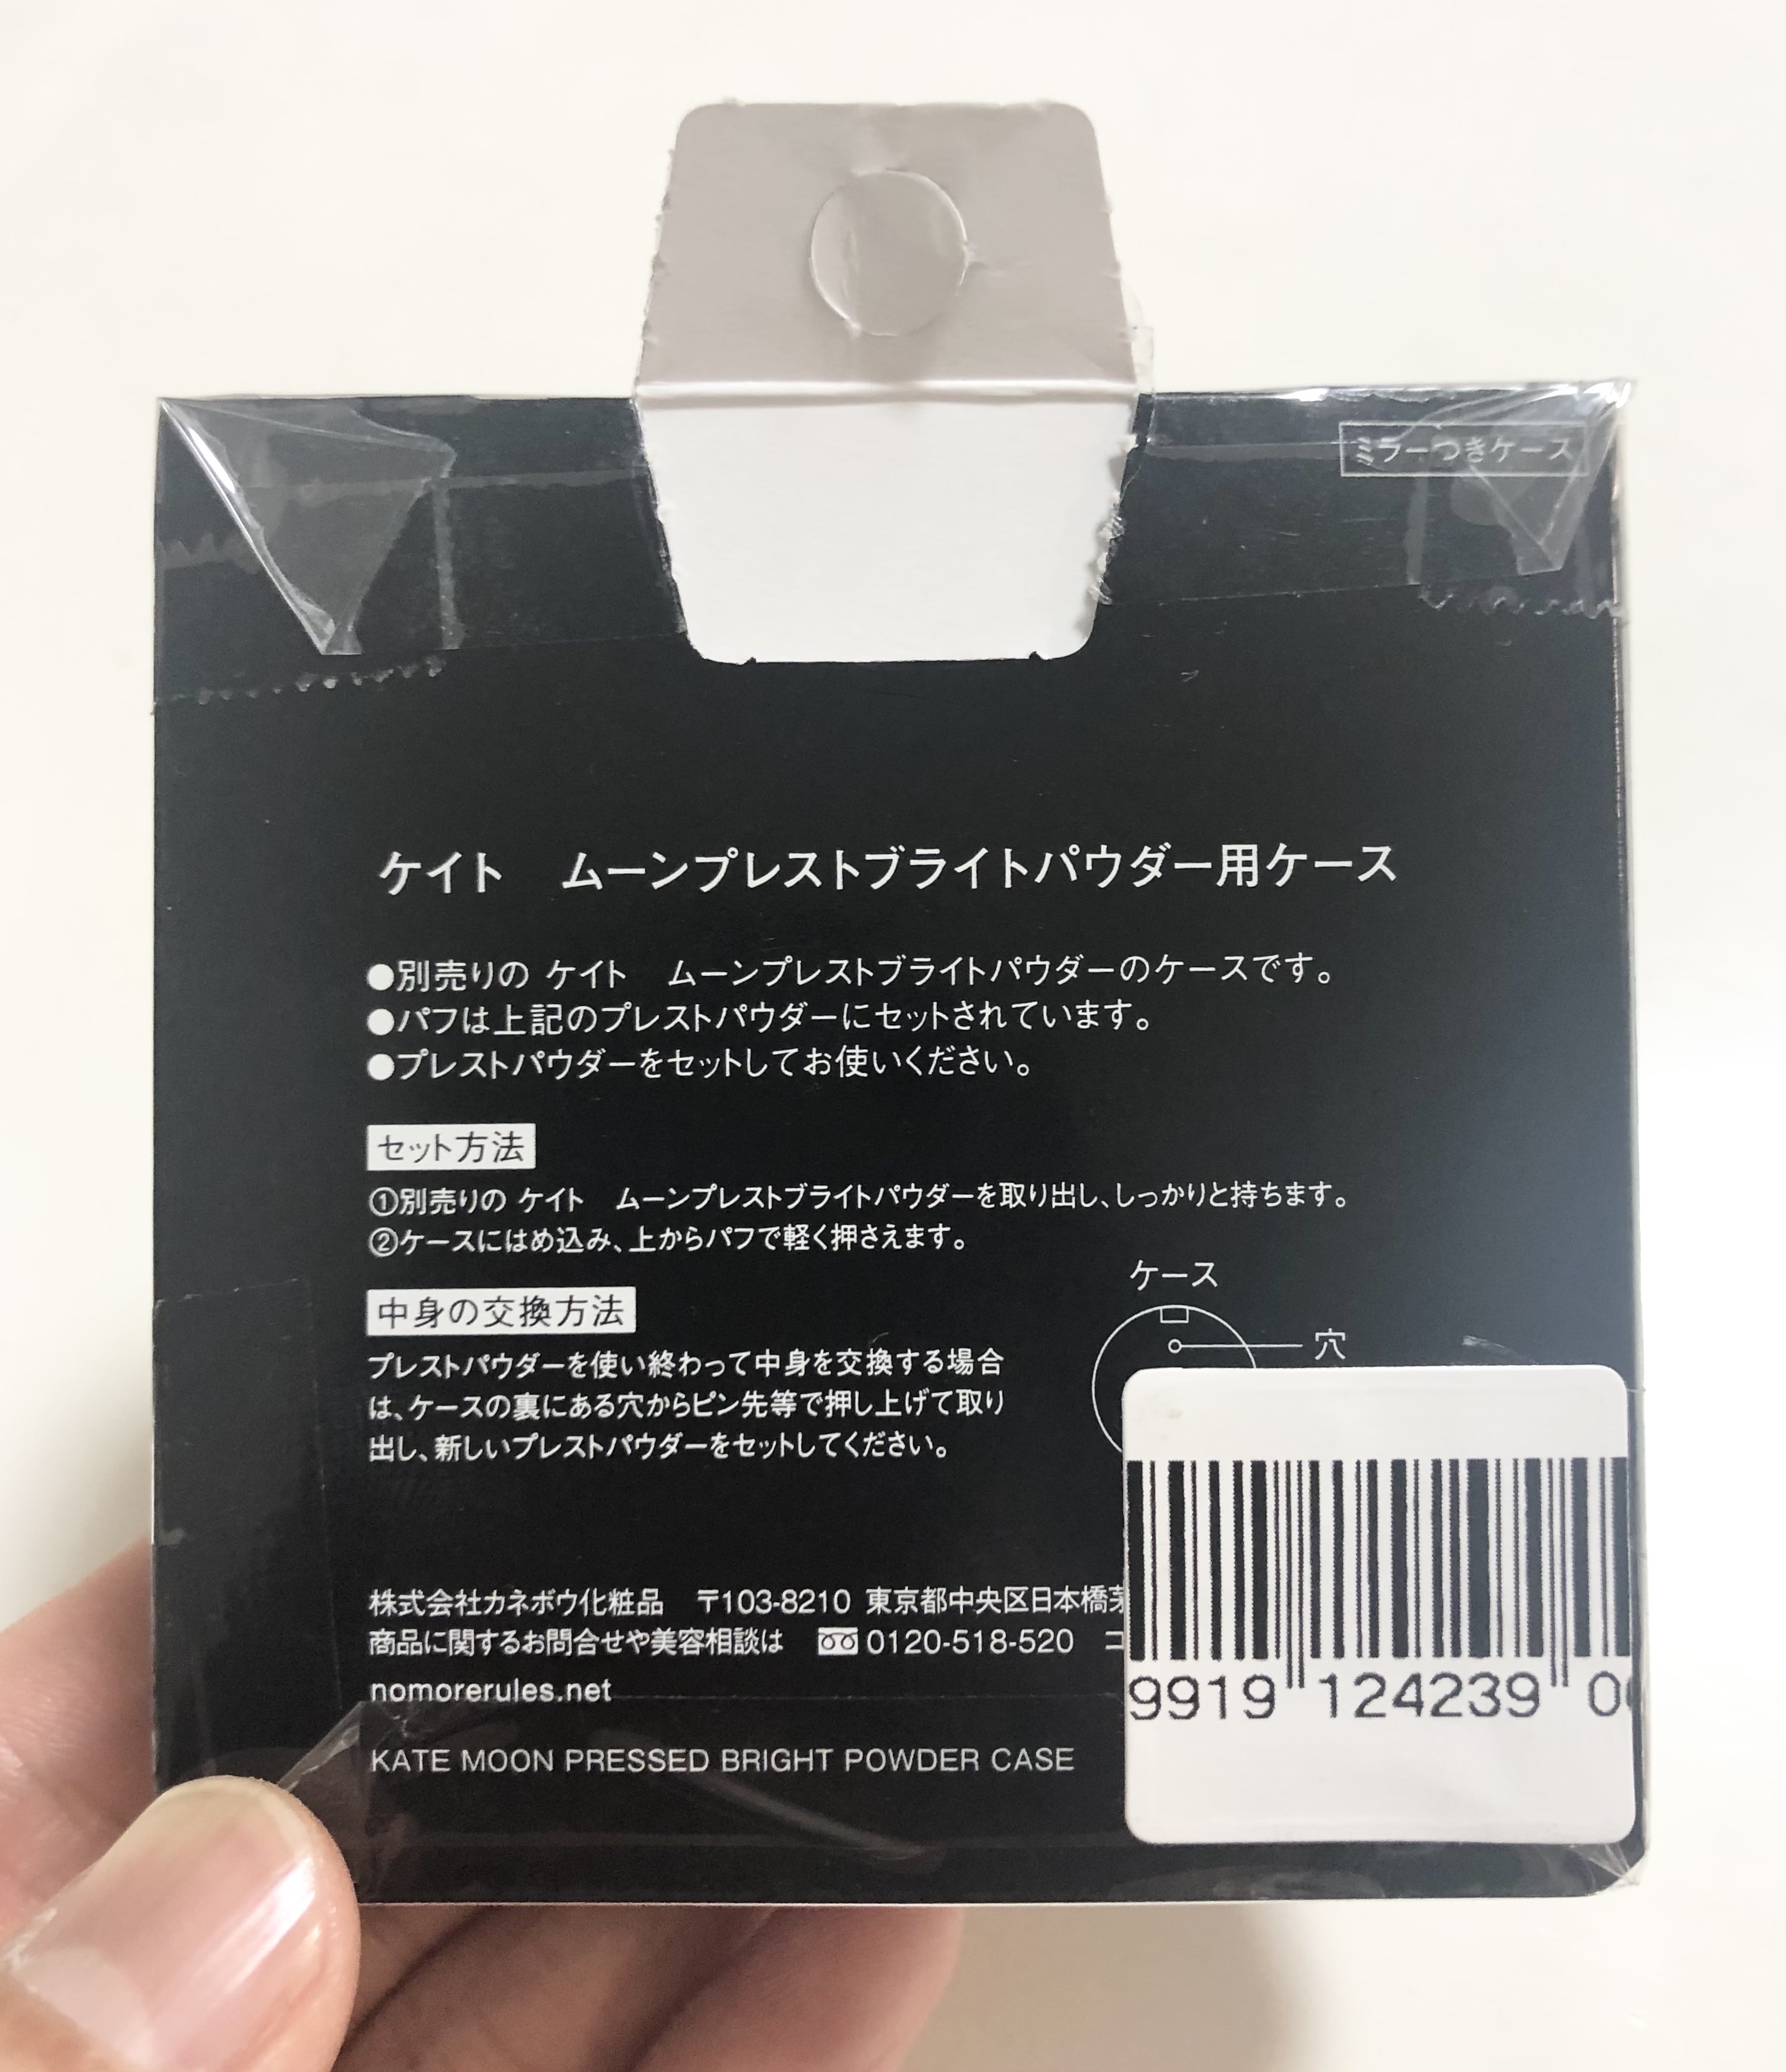 ミラーつきケース
ケイト　ムーンプレストブライトパウダー用ケース
●別売りの ケイト　ムーンプレストブライトパウダーのケースです。
●パフは上記のプレストパウダーにセットされています。
●プレストパウダーをセットしてお使いください。
セット方法
①別売りの ケイト　ムーンプレストブライトパウダーを取り出し、しっかりと持ちます。
②ケースにはめ込み、上からパフで軽く押さえます。
中身の交換方法
プレストパウダーを使い終わって中身を交換する場合
は、ケースの裏にある穴からピン先等で押し上げて取り
出し、新しいプレストパウダーをセットしてください。
ケース
穴
株式会社カネボウ化粧品　〒103-8210 東京都中央区日本橋
商品に関するお問合せや美容相談は　0120-518-520
nomorerules.net
KATE MOON PRESSED BRIGHT POWDER CASE
9919 124239 0